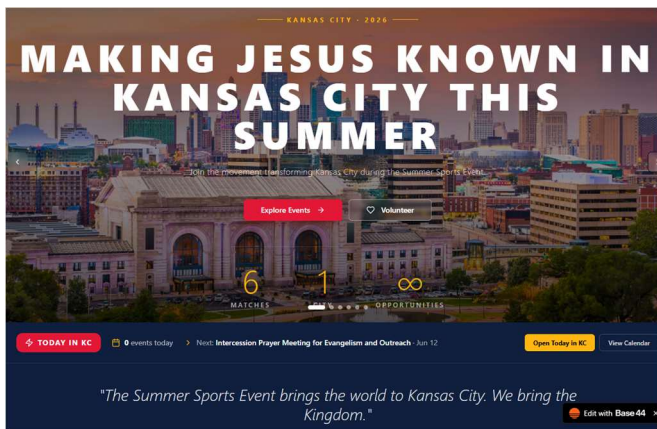 KANSAS CITY · 2026
MAKING JESUS KNOWN IN
KANSAS CITY THIS
SUMMER
Join the movement transforming Kansas City during the Summer Sports Event
Explore Events →
Volunteer
6
1
∞
MATCHES
CITY
OPPORTUNITIES
TODAY IN KC
0 events today
Next: Intercession Prayer Meeting for Evangelism and Outreach · Jun 12
Open Today in KC
View Calendar
"The Summer Sports Event brings the world to Kansas City. We bring the
Kingdom."
Edit with Base44 ×